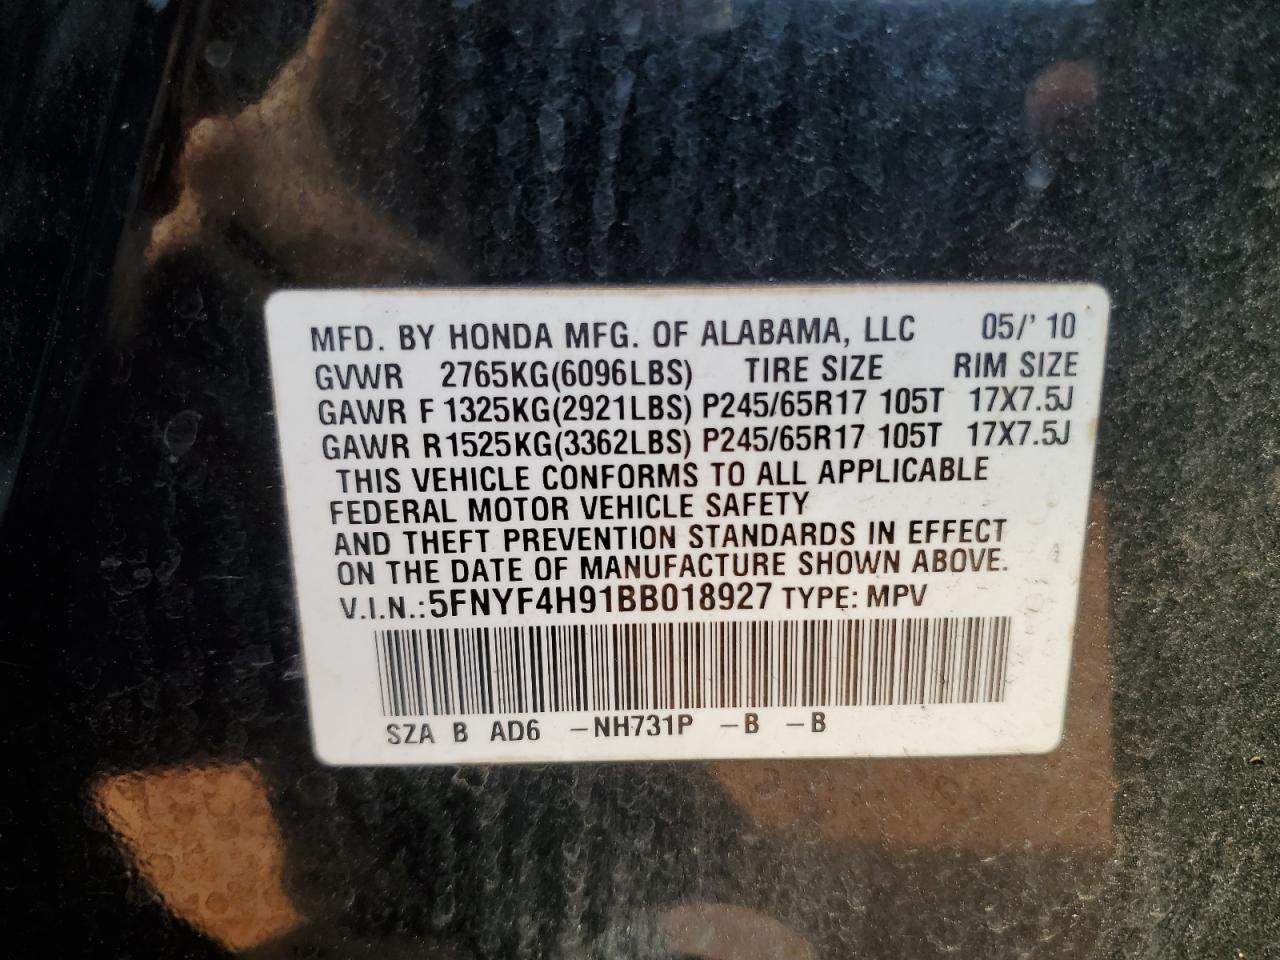 MFD. BY HONDA MFG. OF ALABAMA, LLC 05/'10
GVWR 2765KG(6096LBS) TIRE SIZE RIM SIZE
GAWR F 1325KG(2921LBS) P245/65R17 105T 17X7.5J
GAWR R 1525KG(3362LBS) P245/65R17 105T 17X7.5J
THIS VEHICLE CONFORMS TO ALL APPLICABLE
FEDERAL MOTOR VEHICLE SAFETY
AND THEFT PREVENTION STANDARDS IN EFFECT
ON THE DATE OF MANUFACTURE SHOWN ABOVE.
V.I.N.:5FNYF4H91BB018927 TYPE: MPV
SZA B AD6 -NH731P -B -B